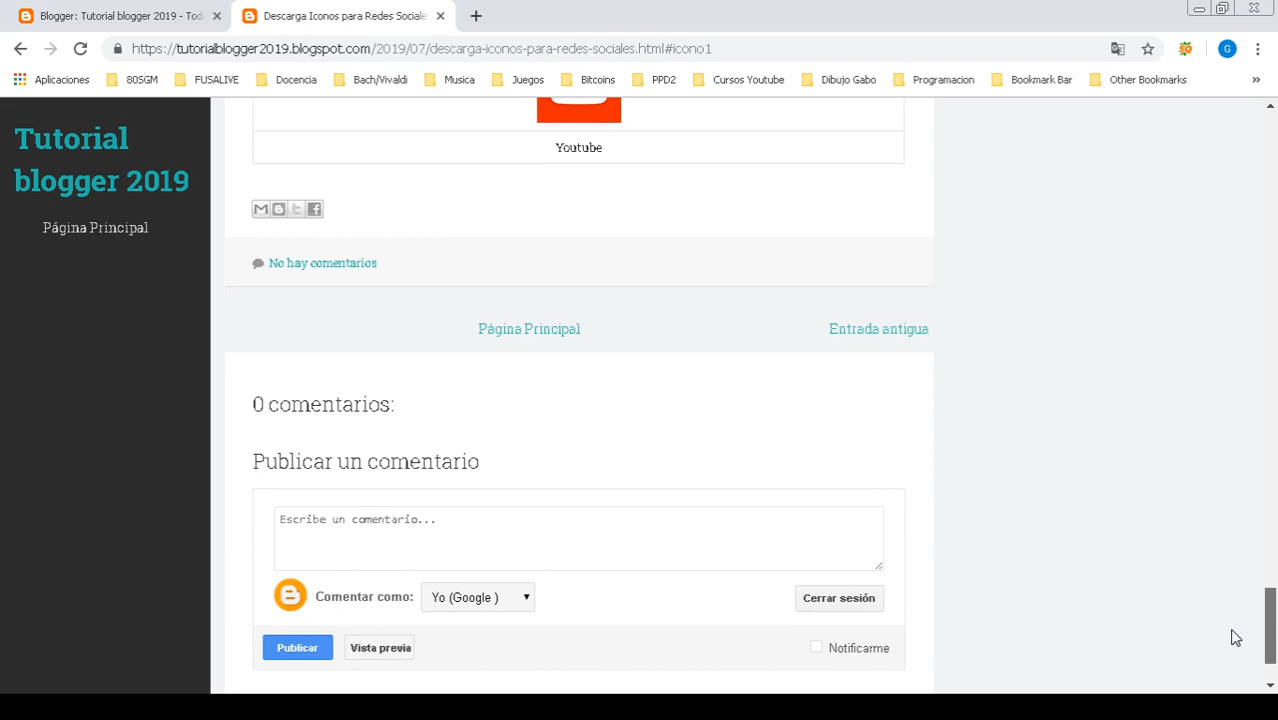 Blogger: Tutorial blogger 2019 - Tod
Descarga Iconos para Redes Sociale
https://tutorialblogger2019.blogspot.com/2019/07/descarga-iconos-para-redes-sociales.html#icono1
G
Aplicaciones 80SGM FUSALIVE Docencia Bach/Vivaldi Musica Juegos Bitcoins PPD2 Cursos Youtube Dibujo Gabo Programacion Bookmark Bar Other Bookmarks »
Tutorial
blogger 2019
Página Principal
Youtube
No hay comentarios
Página Principal Entrada antigua
0 comentarios:
Publicar un comentario
Escribe un comentario...
Comentar como: Yo (Google ) Cerrar sesión
Publicar Vista previa Notificarme